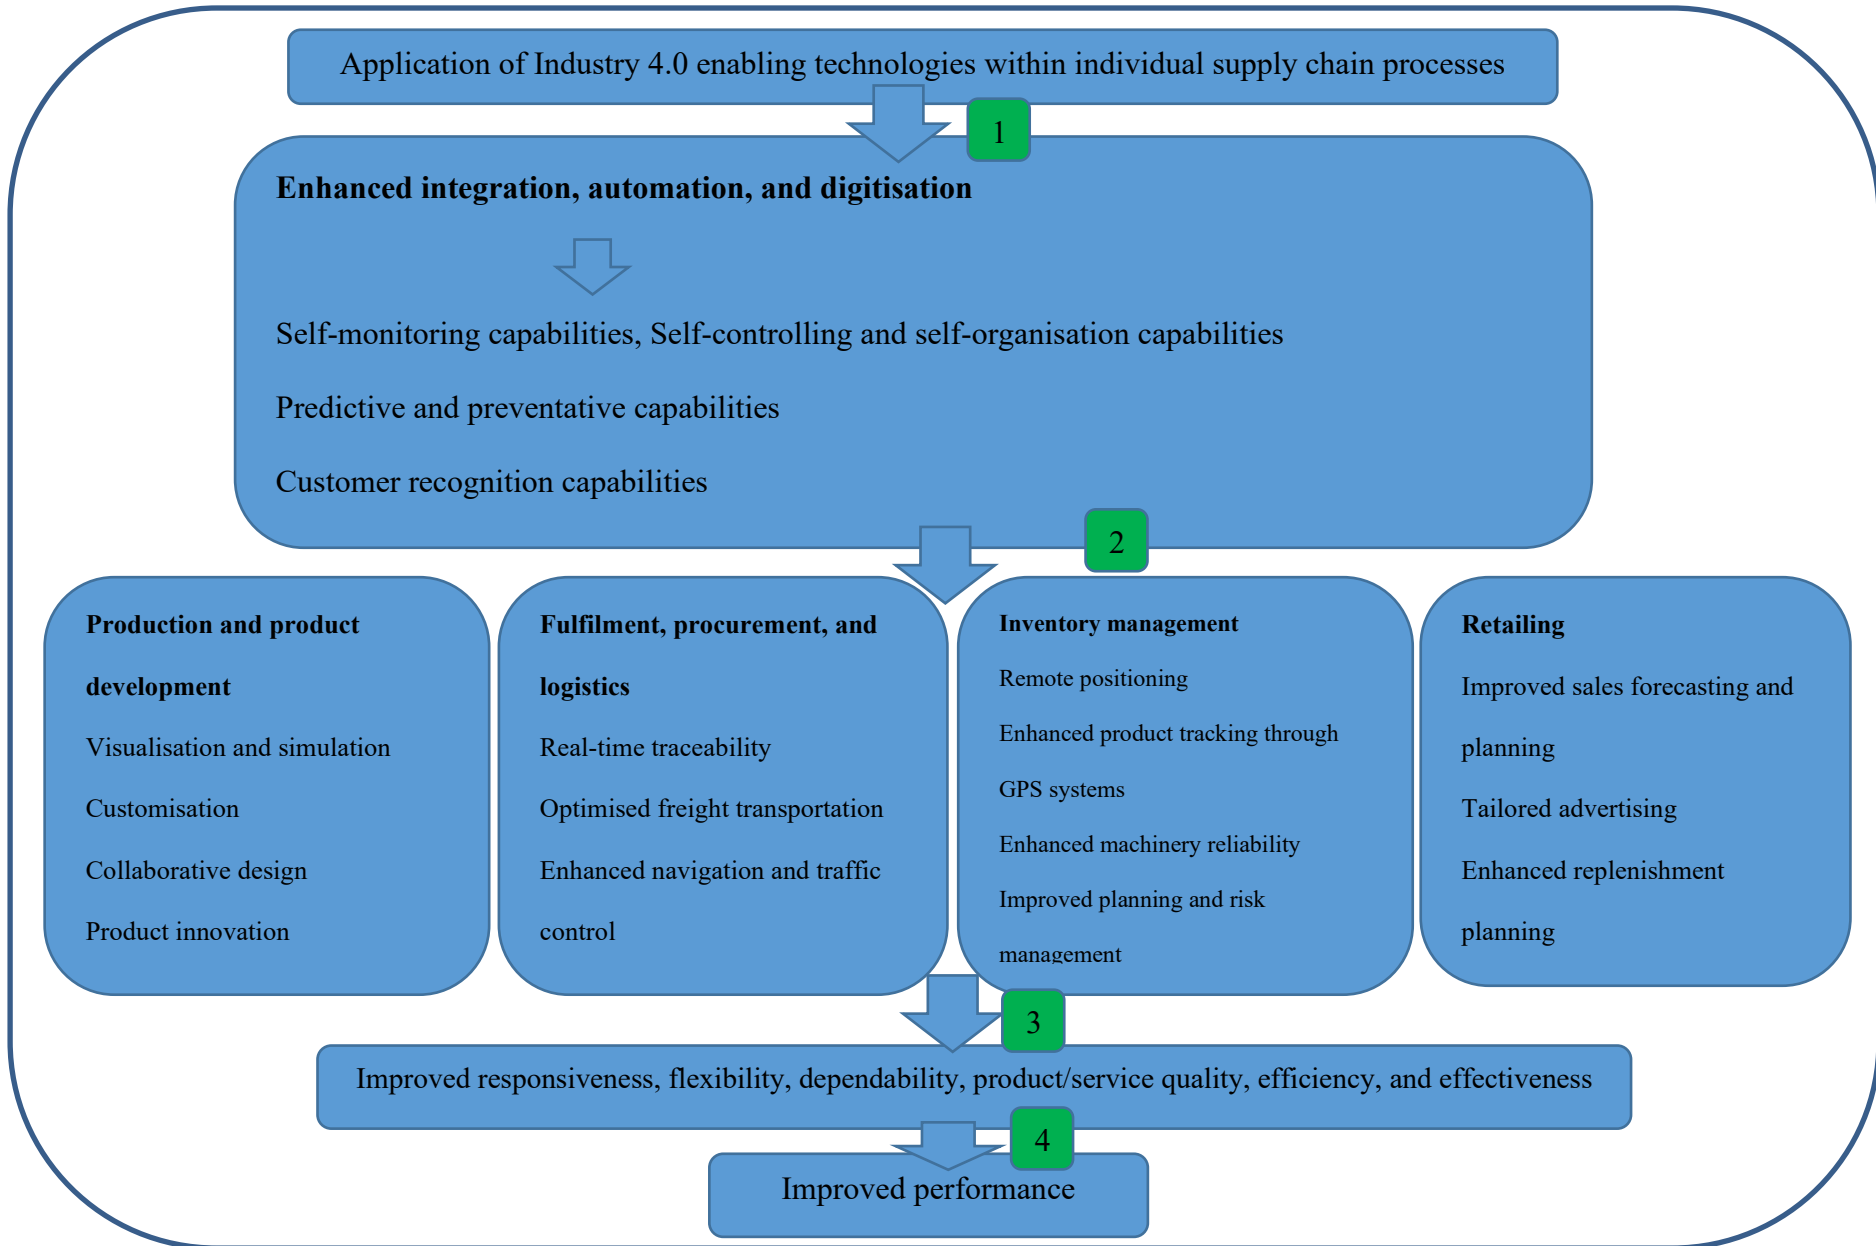 Application of Industry 4.0 enabling technologies within individual supply chain processes
1
Enhanced integration, automation, and digitisation
Self-monitoring capabilities, Self-controlling and self-organisation capabilities
Predictive and preventative capabilities
Customer recognition capabilities
2
Production and product
development
Visualisation and simulation
Customisation
Collaborative design
Product innovation
Fulfilment, procurement, and
logistics
Real-time traceability
Optimised freight transportation
Enhanced navigation and traffic
control
Inventory management
Remote positioning
Enhanced product tracking through
GPS systems
Enhanced machinery reliability
Improved planning and risk
management
Retailing
Improved sales forecasting and
planning
Tailored advertising
Enhanced replenishment
planning
3
Improved responsiveness, flexibility, dependability, product/service quality, efficiency, and effectiveness
4
Improved performance